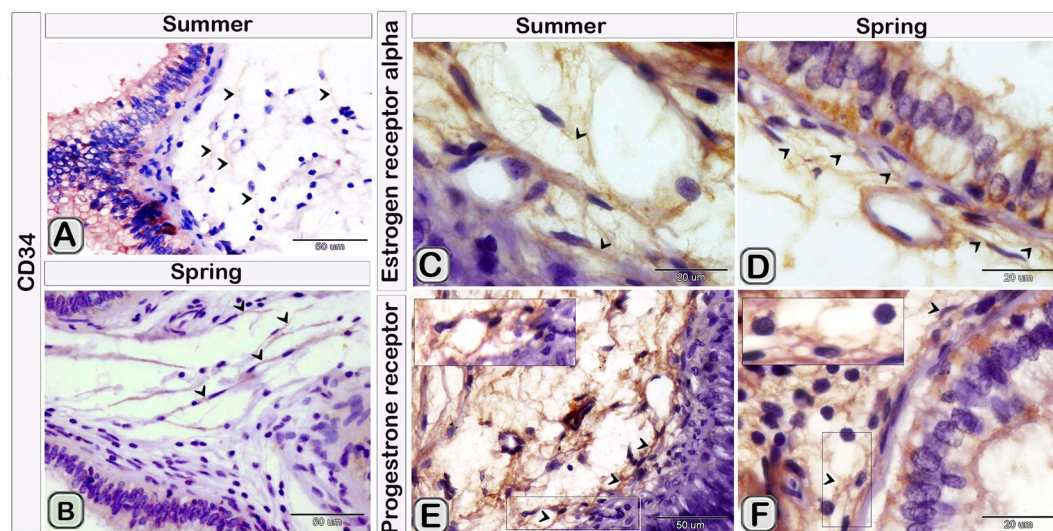 Summer
CD34
A
50 um
Spring
B
50 um
Estrogen receptor alpha
Summer
Spring
C
20 um
D
20 um
Progestrone receptor
E
50 um
F
20 um